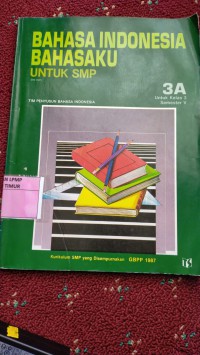 BAHASA INDONESIA
BAHASAKU
UNTUK SMP
3A
Untuk Kelas 3
Semester V
TIM PENYUSUN BAHASA INDONESIA
M LPMP
TIMUR
Kurikulum SMP yang Disempurnakan GBPP 1987